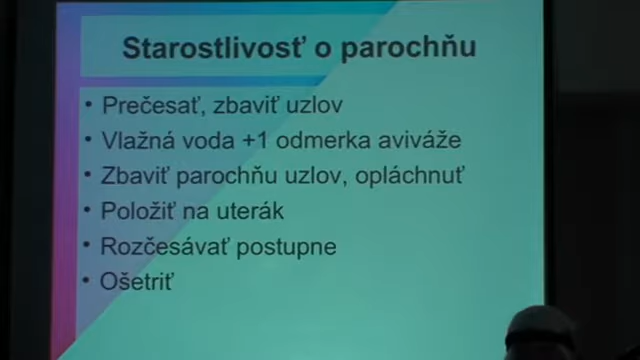 Starostlivosť o parochňu
• Prečesať, zbaviť uzlov
• Vlažná voda +1 odmerka aviváže
• Zbaviť parochňu uzlov, opláchnuť
• Položiť na uterák
• Rozčesávať postupne
• Ošetriť